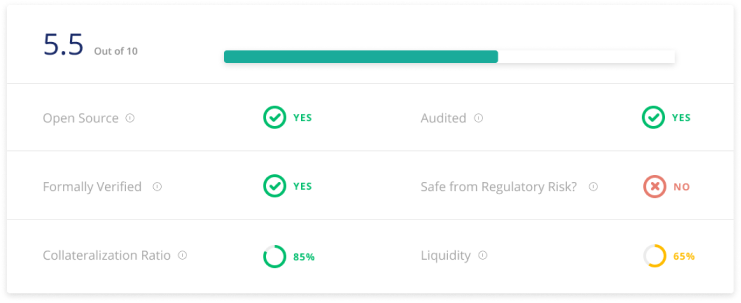 5.5 Out of 10
Open Source YES Audited YES
Formally Verified YES Safe from Regulatory Risk? NO
Collateralization Ratio 85% Liquidity 65%